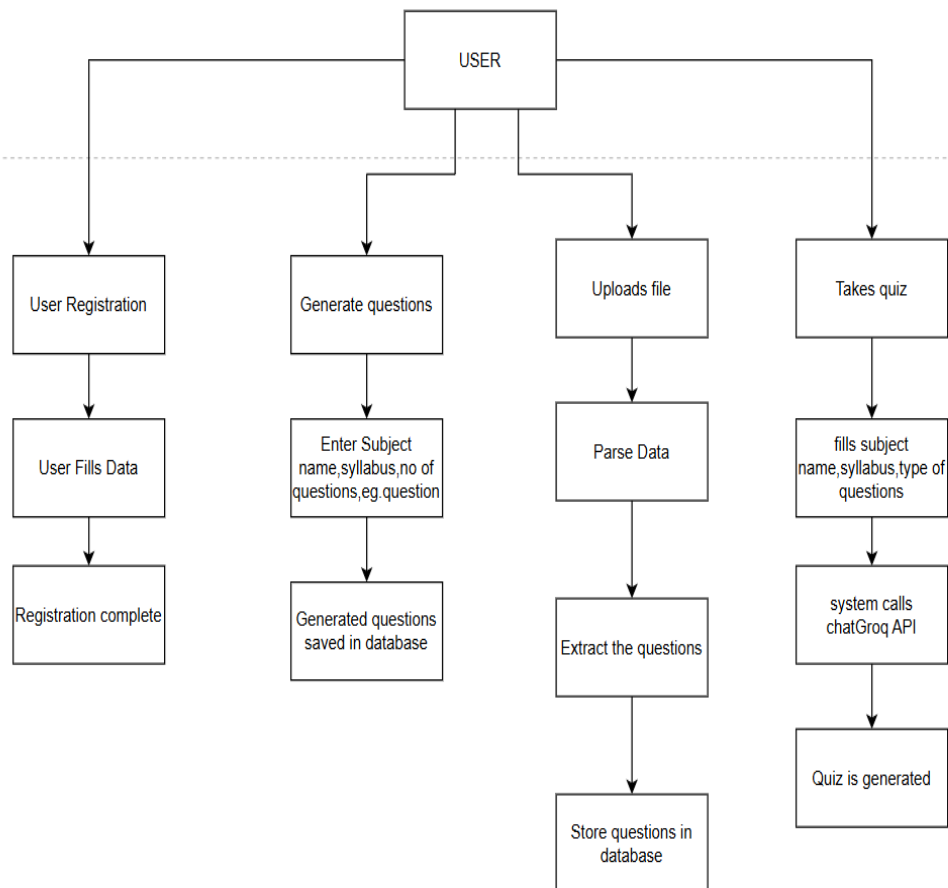 USER
User Registration
Generate questions
Uploads file
Takes quiz
User Fills Data
Enter Subject
name,syllabus,no of
questions,eg.question
Parse Data
fills subject
name,syllabus,type of
questions
Registration complete
Generated questions
saved in database
Extract the questions
system calls
chatGroq API
Quiz is generated
Store questions in
database